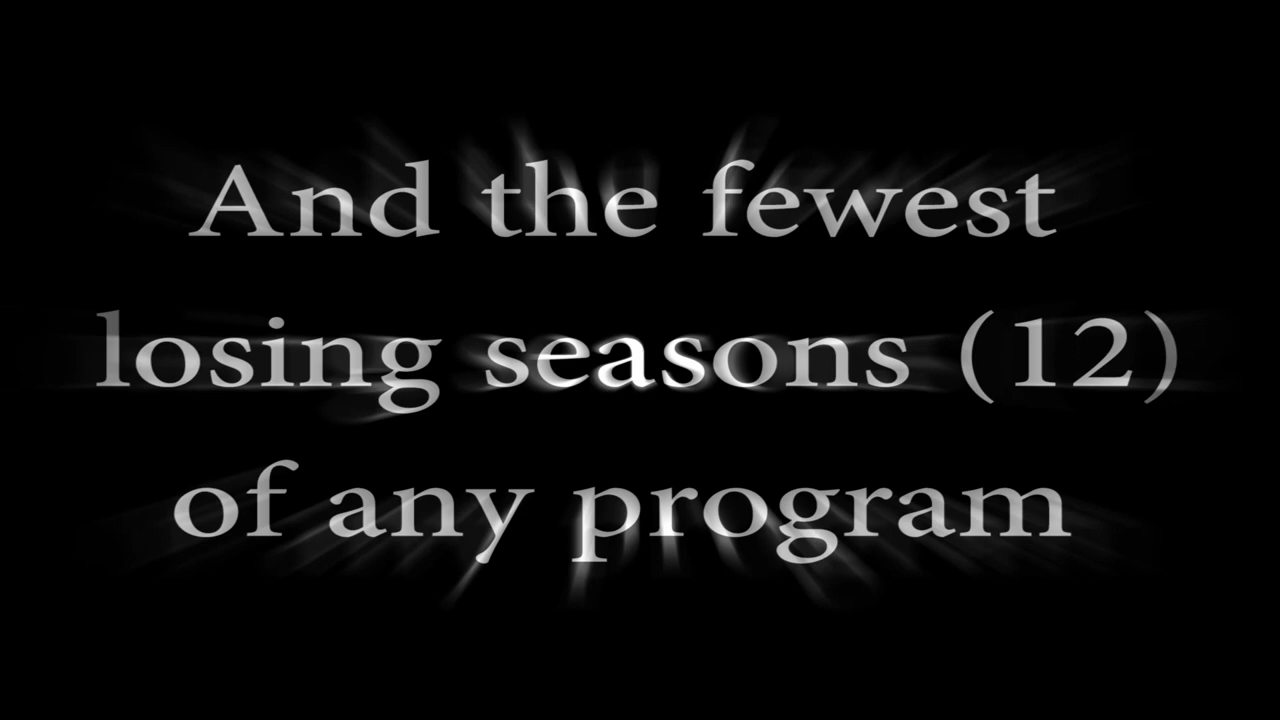 And the fewest
losing seasons (12)
of any program